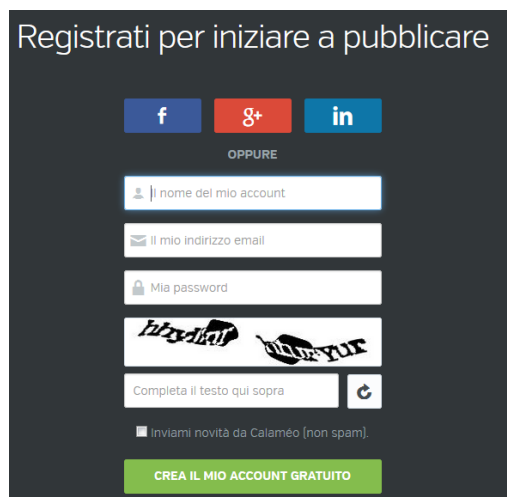 Registrati per iniziare a pubblicare
f g+ in
OPPURE
Il nome del mio account
Il mio indirizzo email
Mia password
Completa il testo qui sopra
Inviami novità da Calaméo (non spam).
CREA IL MIO ACCOUNT GRATUITO